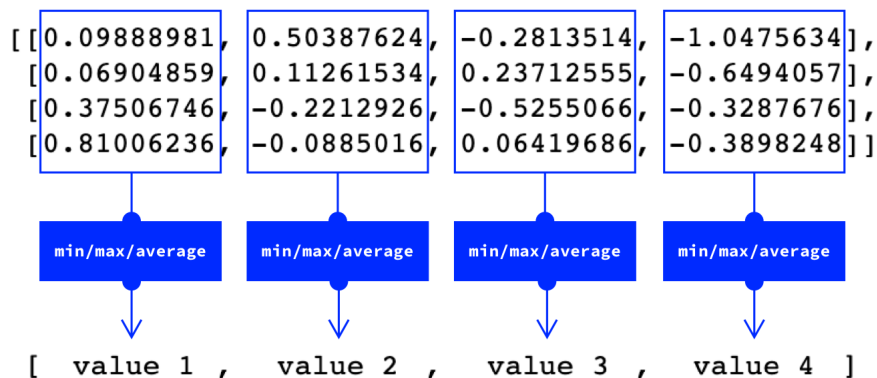 [[0.09888981, 0.50387624, -0.2813514, -1.0475634],
[0.06904859, 0.11261534, 0.23712555, -0.6494057],
[0.37506746, -0.2212926, -0.5255066, -0.3287676],
[0.81006236, -0.0885016, 0.06419686, -0.3898248]]
min/max/average min/max/average min/max/average min/max/average
[ value 1 , value 2 , value 3 , value 4 ]